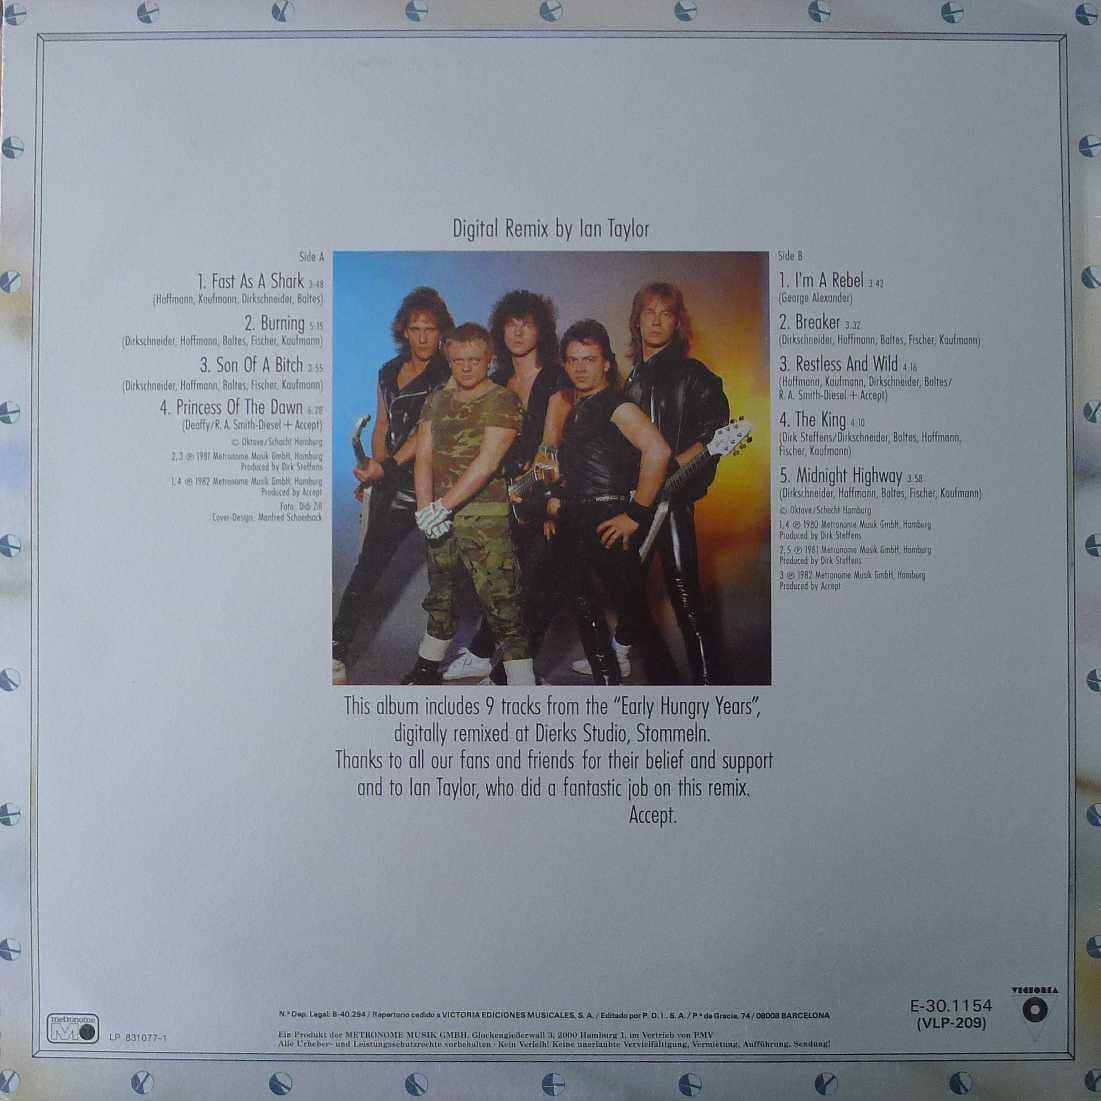 Digital Remix by Ian Taylor
Side A
1. Fast As A Shark 3:48
(Hoffmann, Kaufmann, Dirkschneider, Baltes)
2. Burning 5:15
(Dirkschneider, Hoffmann, Baltes, Fischer, Kaufmann)
3. Son Of A Bitch 3:55
(Dirkschneider, Hoffmann, Baltes, Fischer, Kaufmann)
4. Princess Of The Dawn 6:28
(Deaffy/R. A. Smith-Diesel + Accept)
© Oktave/Schacht Hamburg
2, 3 ℗ 1981 Metronome Musik GmbH, Hamburg
Produced by Dirk Steffens
1, 4 ℗ 1982 Metronome Musik GmbH, Hamburg
Produced by Accept
Foto: Didi Zill
Cover-Design: Manfred Schoedsack
Side B
1. I'm A Rebel 3:43
(George Alexander)
2. Breaker 3:32
(Dirkschneider, Hoffmann, Baltes, Fischer, Kaufmann)
3. Restless And Wild 4:16
(Hoffmann, Kaufmann, Dirkschneider, Baltes/
R. A. Smith-Diesel + Accept)
4. The King 4:10
(Dirk Steffens/Dirkschneider, Baltes, Hoffmann,
Fischer, Kaufmann)
5. Midnight Highway 3:58
(Dirkschneider, Hoffmann, Baltes, Fischer, Kaufmann)
© Oktave/Schacht Hamburg
1, 4 ℗ 1980 Metronome Musik GmbH, Hamburg
Produced by Dirk Steffens
2, 5 ℗ 1981 Metronome Musik GmbH, Hamburg
Produced by Dirk Steffens
3 ℗ 1982 Metronome Musik GmbH, Hamburg
Produced by Accept
This album includes 9 tracks from the "Early Hungry Years",
digitally remixed at Dierks Studio, Stommeln.
Thanks to all our fans and friends for their belief and support
and to Ian Taylor, who did a fantastic job on this remix.
Accept.
VICTORIA
E-30.1154
(VLP-209)
metronome
M
LP 831077-1
N.º Dep. Legal: B-40.294 / Repertorio cedido a VICTORIA EDICIONES MUSICALES, S. A. / Editado por P. D. I., S. A. / P.º de Gracia, 74 / 08008 BARCELONA
Ein Produkt der METRONOME MUSIK GMBH, Glockengießerwall 3, 2000 Hamburg 1, im Vertrieb von PMV
Alle Urheber- und Leistungsschutzrechte vorbehalten · Kein Verleih! Keine unerlaubte Vervielfältigung, Vermietung, Aufführung, Sendung!